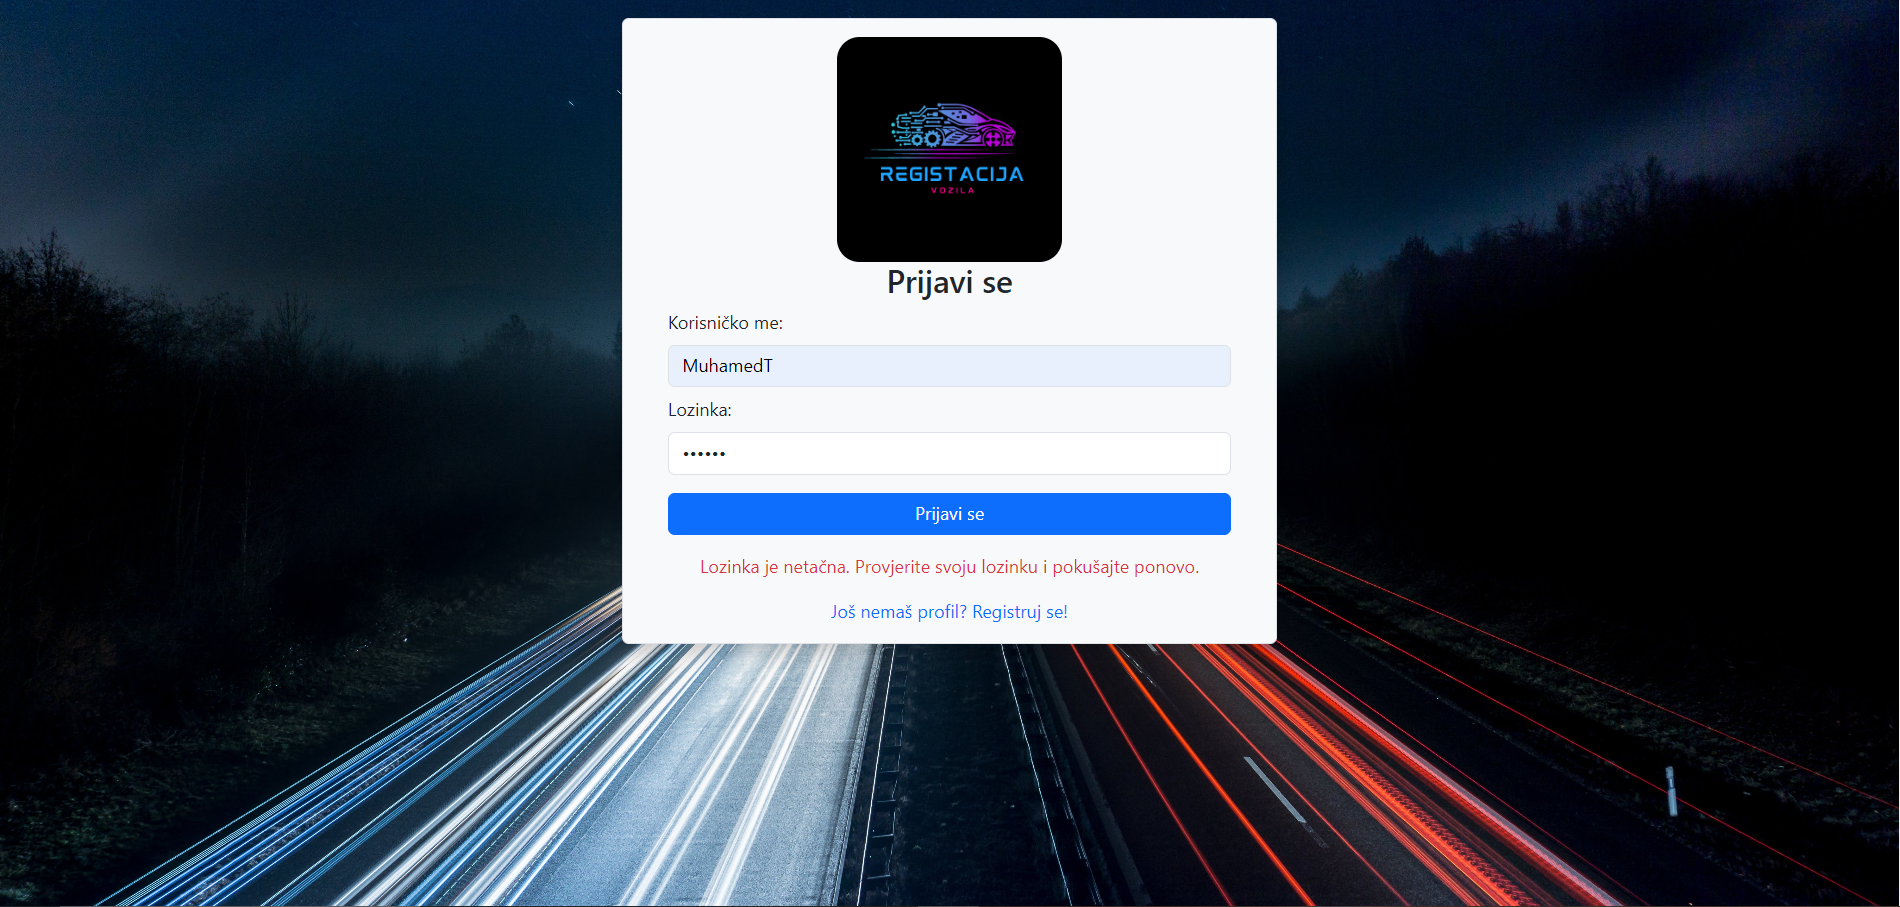 REGISTACIJA
VOZILA
Prijavi se
Korisničko me:
MuhamedT
Lozinka:
••••••
Prijavi se
Lozinka je netačna. Provjerite svoju lozinku i pokušajte ponovo.
Još nemaš profil? Registruj se!